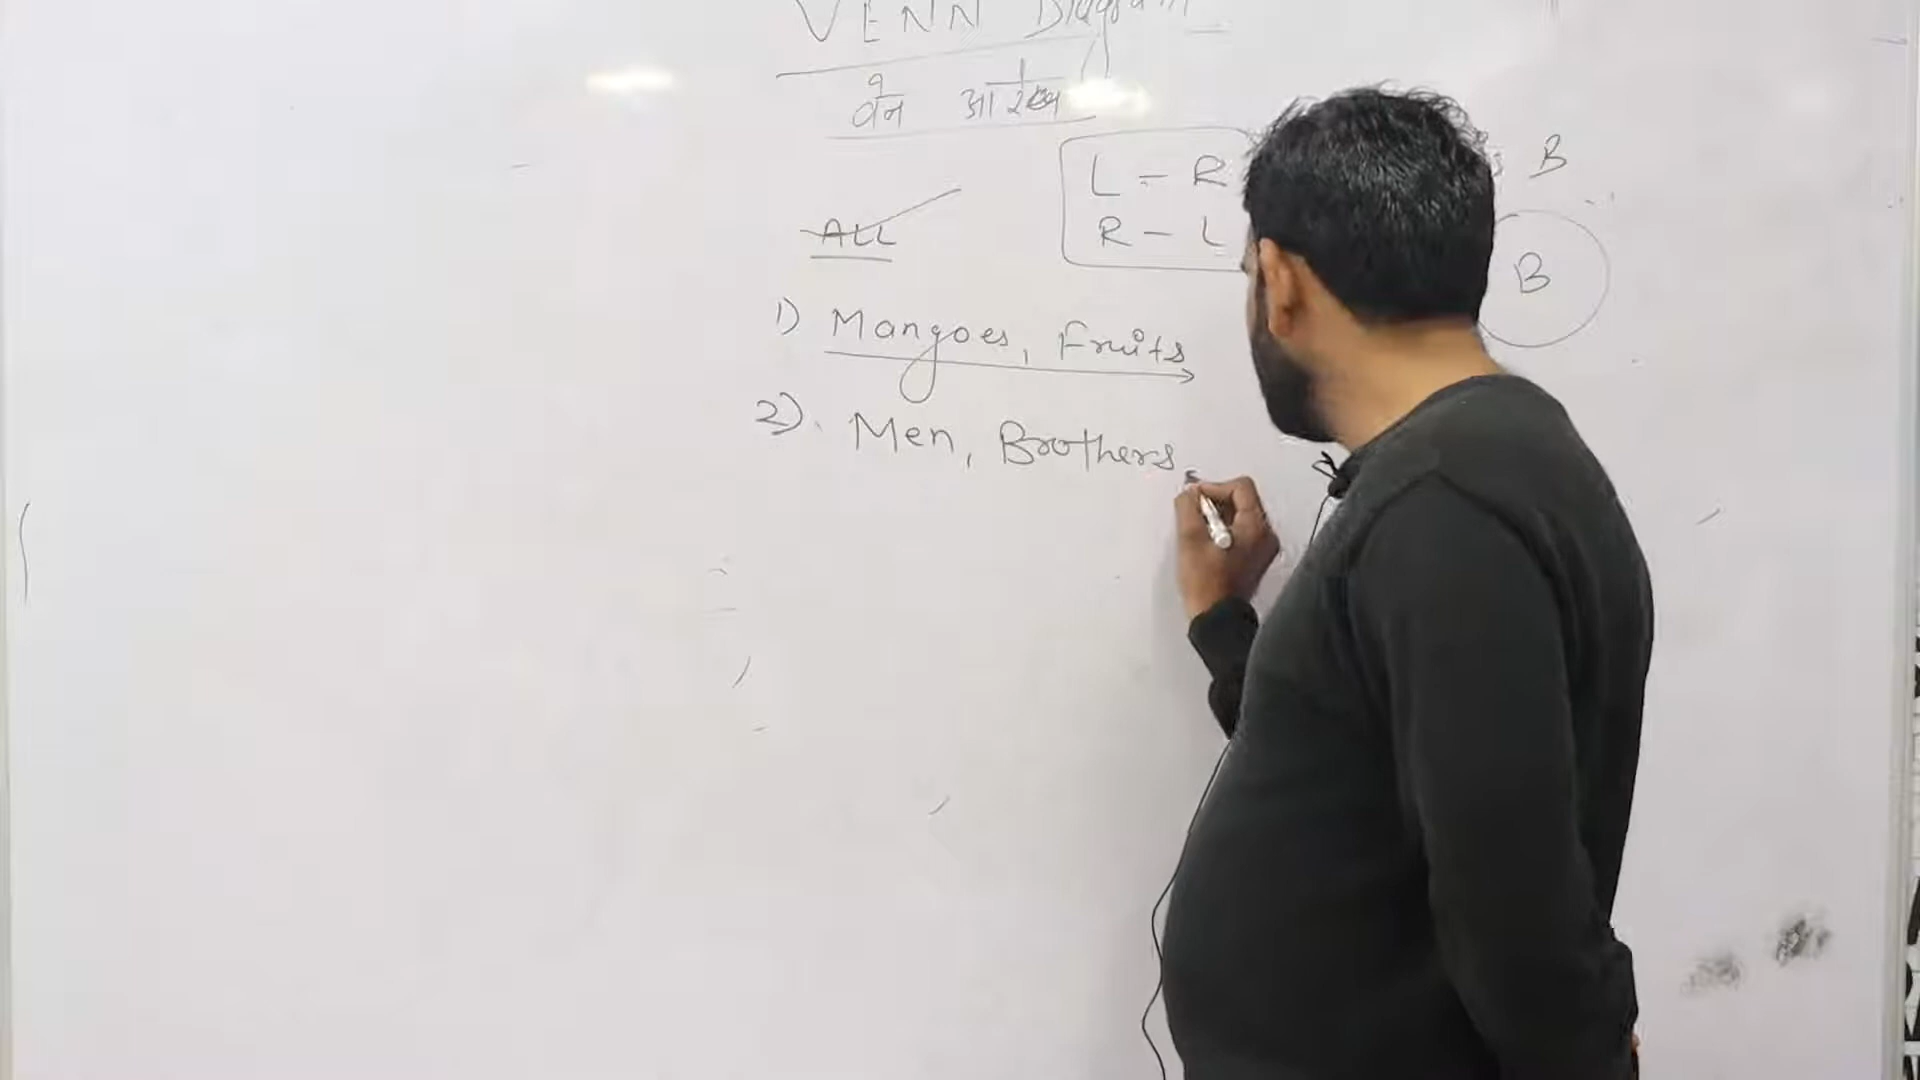 VENN Diagram
वेन आरेख
L – R
R – L
B
ALL
B
1) Mangoes, Fruits
2). Men, Brothers